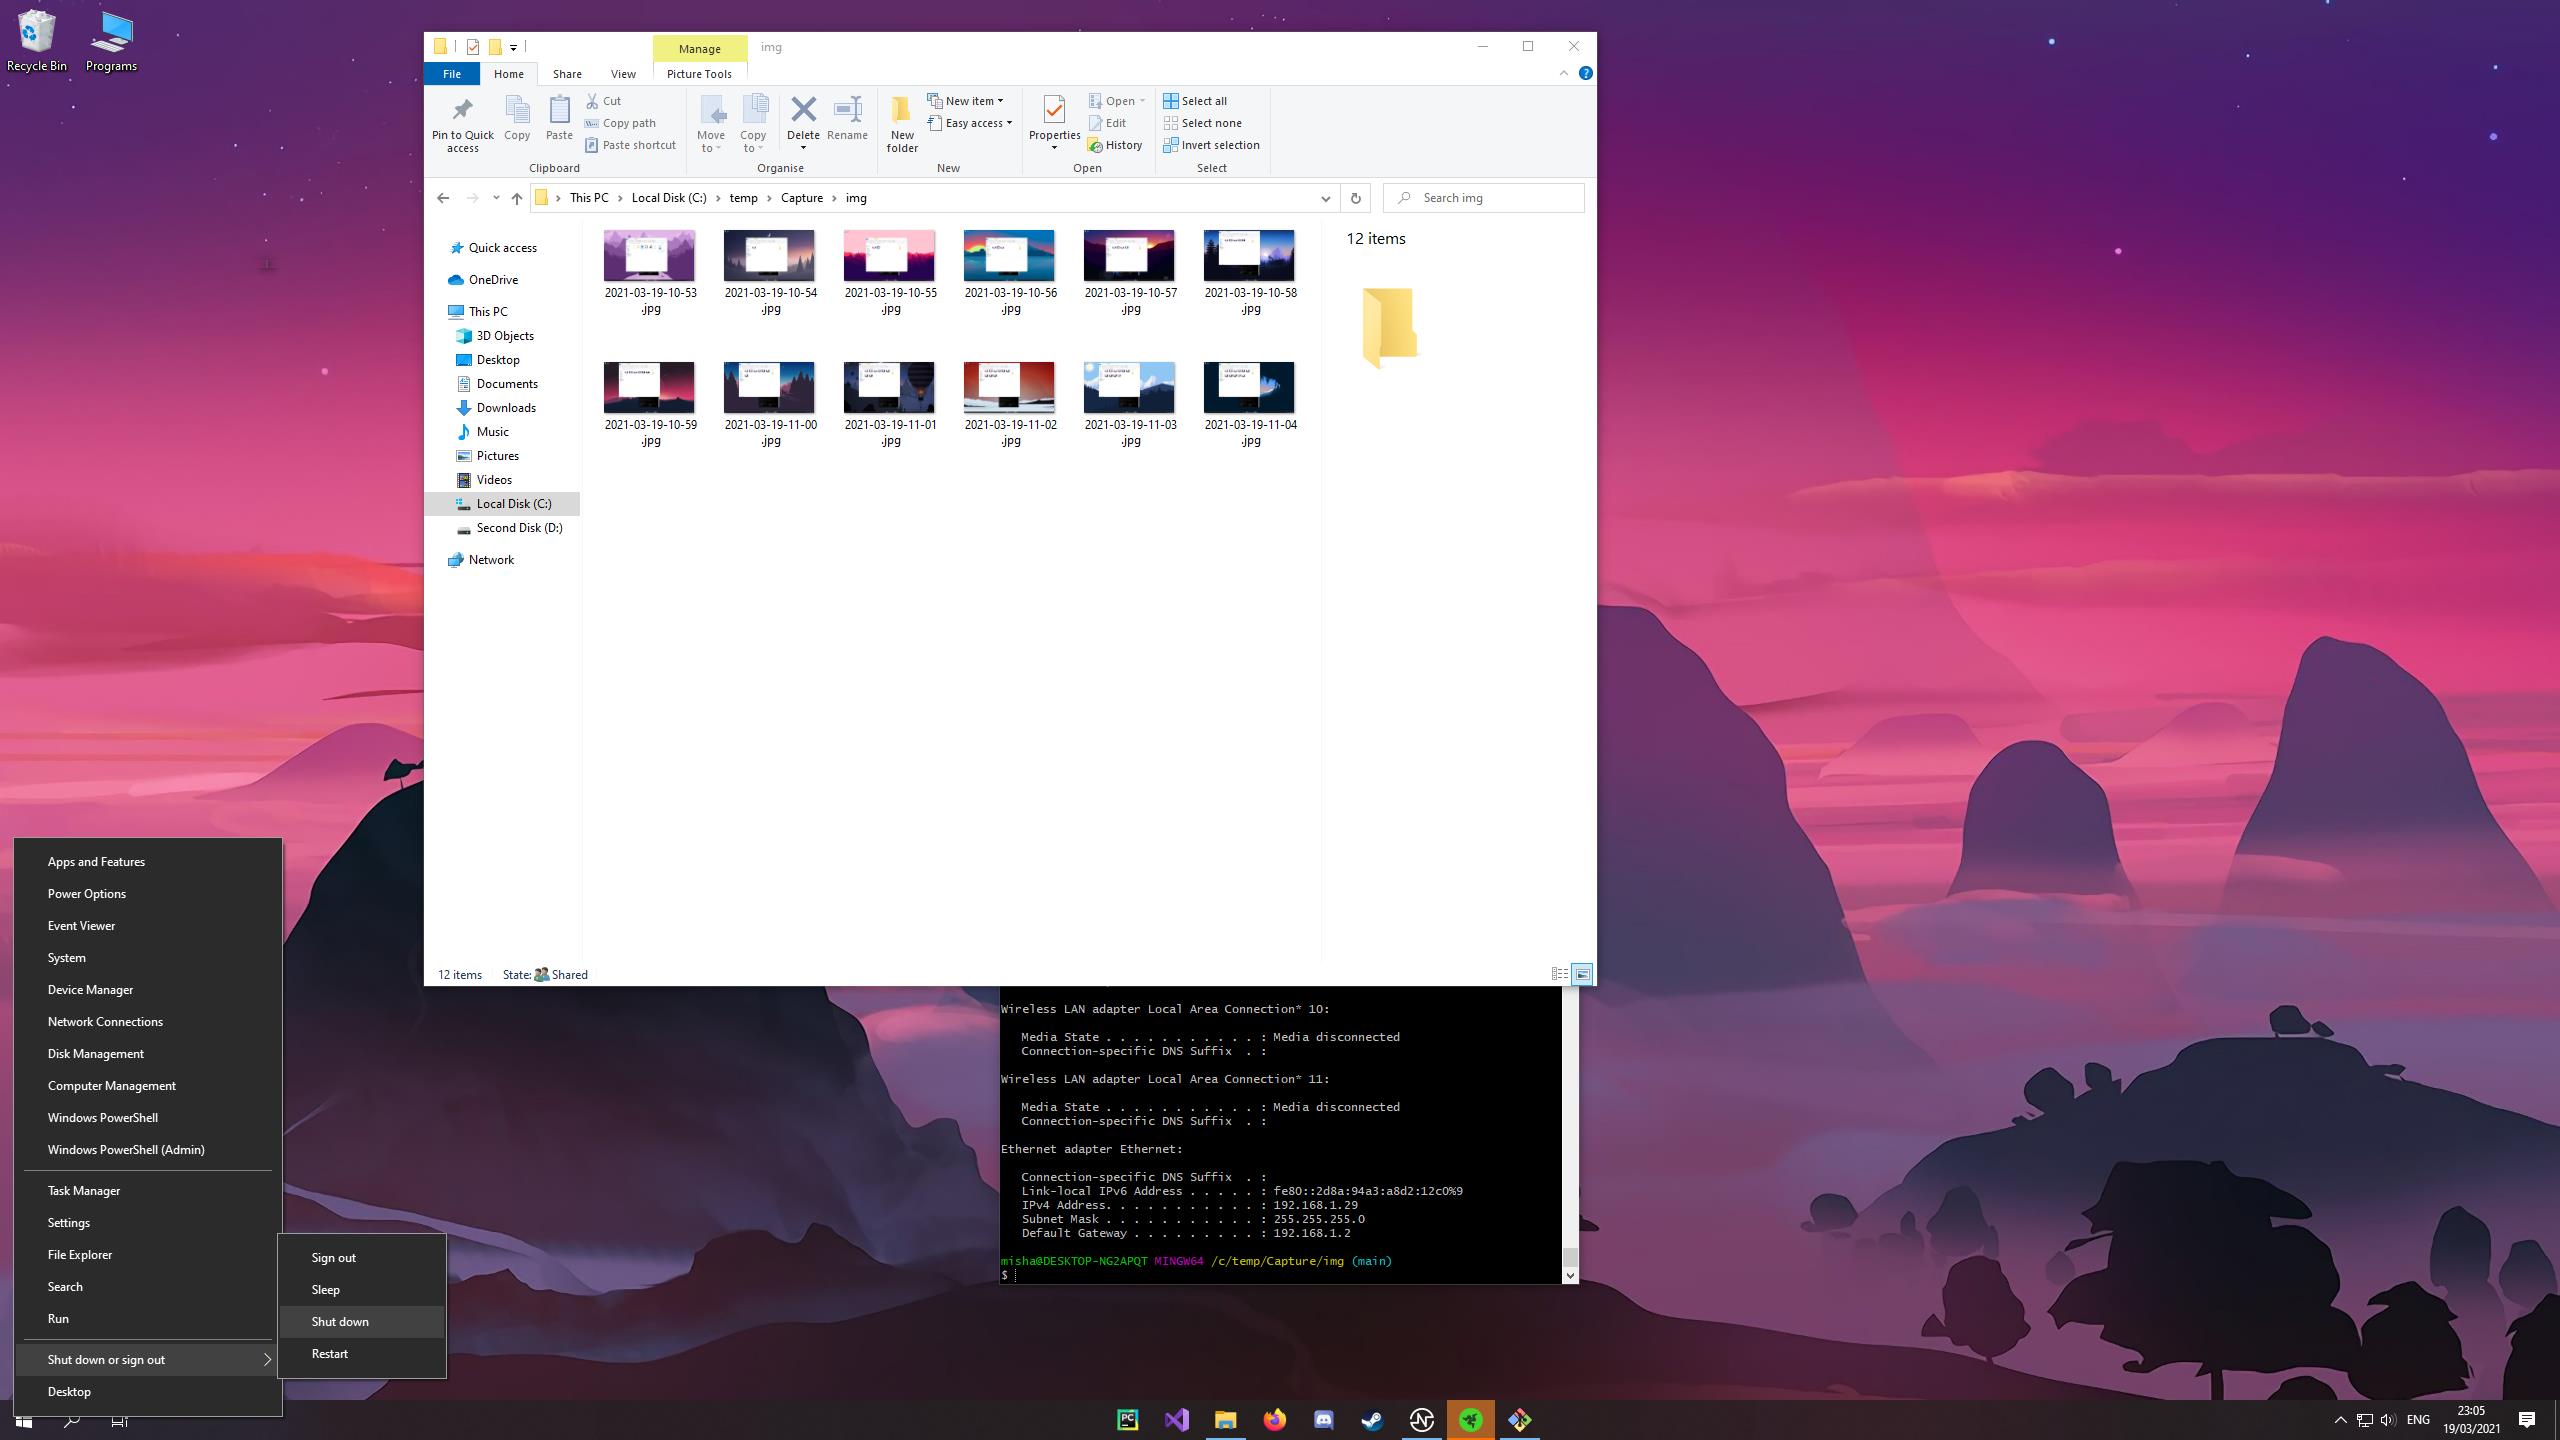 Recycle Bin
Programs
Manage
img
File
Home
Share
View
Picture Tools
Pin to Quick access
Copy
Paste
Cut
Copy path
Paste shortcut
Clipboard
Move to
Copy to
Delete
Rename
Organise
New folder
New item
Easy access
New
Properties
Open
Edit
History
Open
Select all
Select none
Invert selection
Select
This PC > Local Disk (C:) > temp > Capture > img
Search img
Quick access
OneDrive
This PC
3D Objects
Desktop
Documents
Downloads
Music
Pictures
Videos
Local Disk (C:)
Second Disk (D:)
Network
2021-03-19-10-53.jpg
2021-03-19-10-54.jpg
2021-03-19-10-55.jpg
2021-03-19-10-56.jpg
2021-03-19-10-57.jpg
2021-03-19-10-58.jpg
2021-03-19-10-59.jpg
2021-03-19-11-00.jpg
2021-03-19-11-01.jpg
2021-03-19-11-02.jpg
2021-03-19-11-03.jpg
2021-03-19-11-04.jpg
12 items
12 items
State: Shared
Wireless LAN adapter Local Area Connection* 10:
Media State . . . . . . . . . . . : Media disconnected
Connection-specific DNS Suffix  . :
Wireless LAN adapter Local Area Connection* 11:
Media State . . . . . . . . . . . : Media disconnected
Connection-specific DNS Suffix  . :
Ethernet adapter Ethernet:
Connection-specific DNS Suffix  . :
Link-local IPv6 Address . . . . . : fe80::2d8a:94a3:a8d2:12c0%9
IPv4 Address. . . . . . . . . . . : 192.168.1.29
Subnet Mask . . . . . . . . . . . : 255.255.255.0
Default Gateway . . . . . . . . . : 192.168.1.2
misha@DESKTOP-NG2APQT MINGW64 /c/temp/Capture/img (main)
$
Apps and Features
Power Options
Event Viewer
System
Device Manager
Network Connections
Disk Management
Computer Management
Windows PowerShell
Windows PowerShell (Admin)
Task Manager
Settings
File Explorer
Search
Run
Shut down or sign out
Desktop
Sign out
Sleep
Shut down
Restart
PC
ENG
23:05
19/03/2021